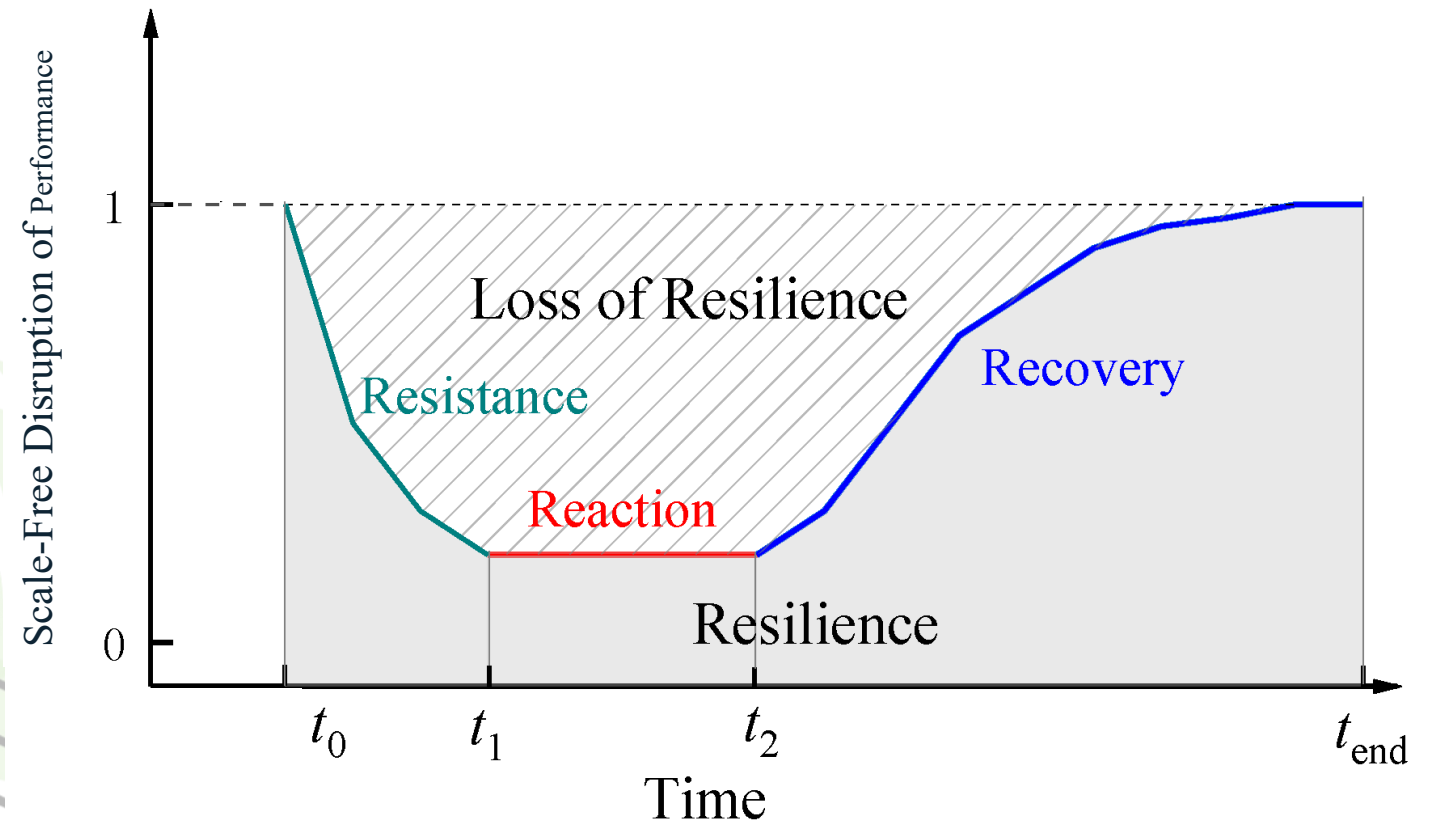 Scale-Free Disruption of Performance
1
Loss of Resilience
Recovery
Resistance
Reaction
Resilience
0
t0
t1
t2
tend
Time